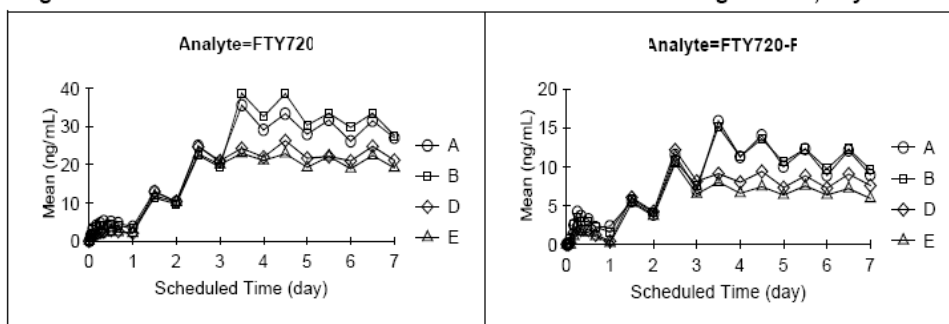 Analyte=FTY720
Mean (ng/mL)
40
30
20
10
0
0 1 2 3 4 5 6 7
Scheduled Time (day)
A
B
D
E
Analyte=FTY720-F
Mean (ng/mL)
20
15
10
5
0
0 1 2 3 4 5 6 7
Scheduled Time (day)
A
B
D
E